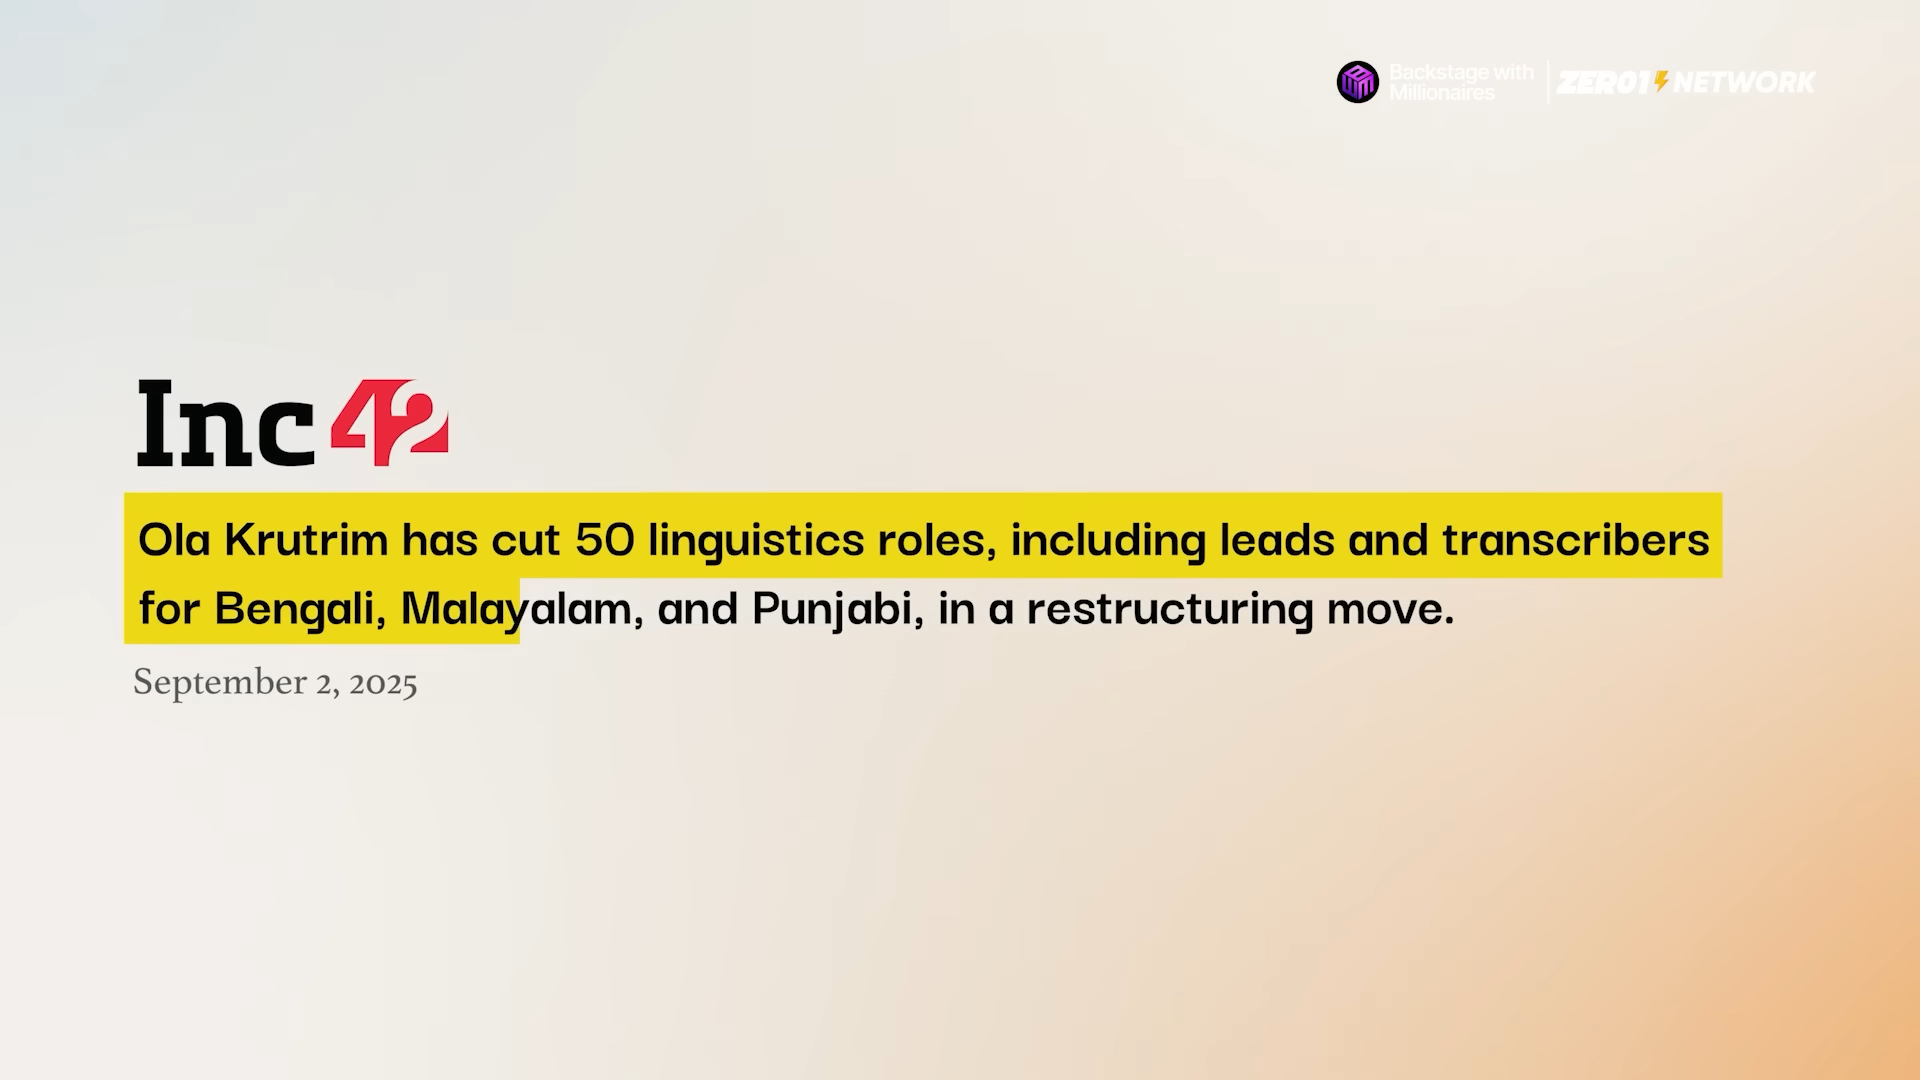 Backstage with
Millionaires
ZERO1 NETWORK
Inc42
Ola Krutrim has cut 50 linguistics roles, including leads and transcribers
for Bengali, Malayalam, and Punjabi, in a restructuring move.
September 2, 2025